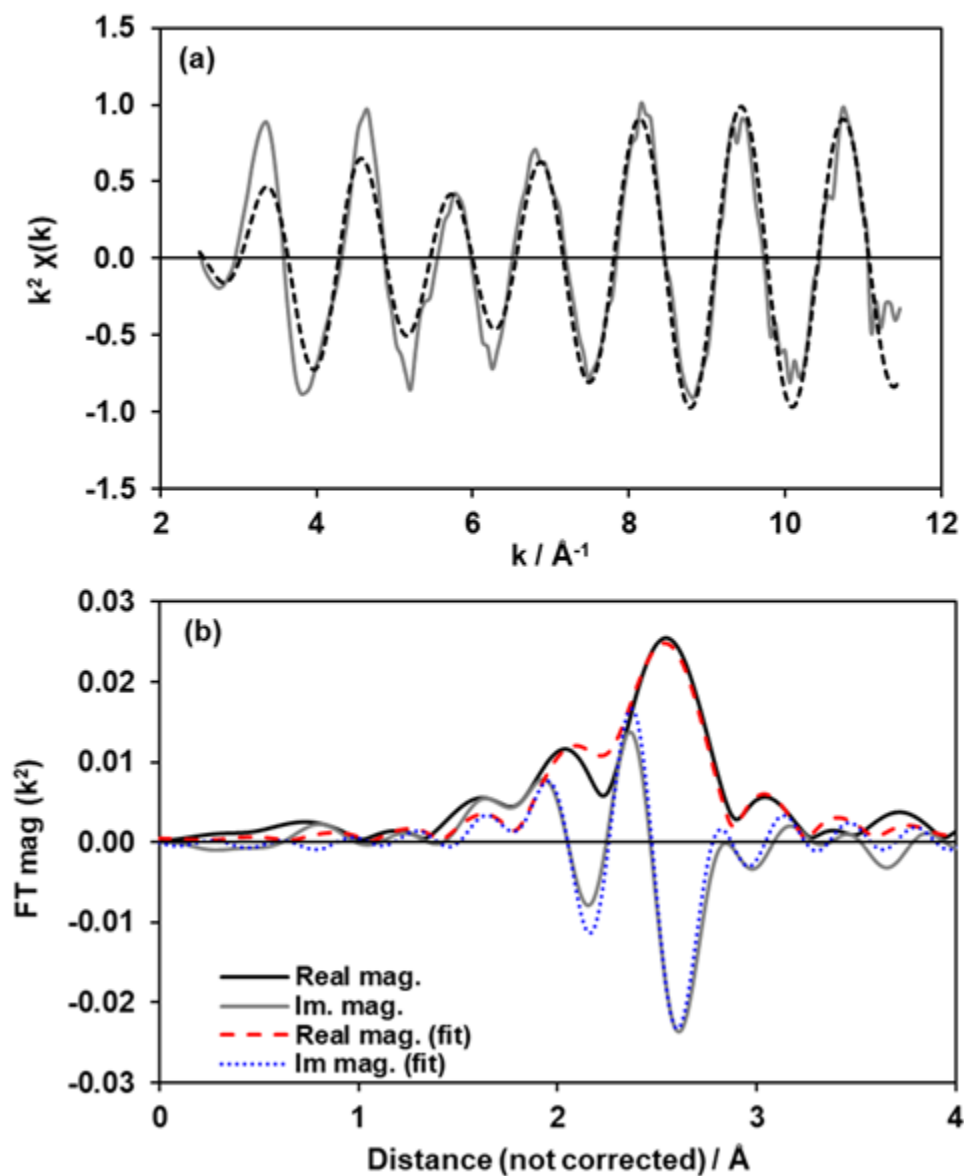 (a)
1.5
1.0
0.5
0.0
-0.5
-1.0
-1.5
k² χ(k)
2 4 6 8 10 12
k / Å⁻¹
(b)
0.03
0.02
0.01
0.00
-0.01
-0.02
-0.03
FT mag (k²)
Real mag.
Im. mag.
Real mag. (fit)
Im mag. (fit)
0 1 2 3 4
Distance (not corrected) / Å